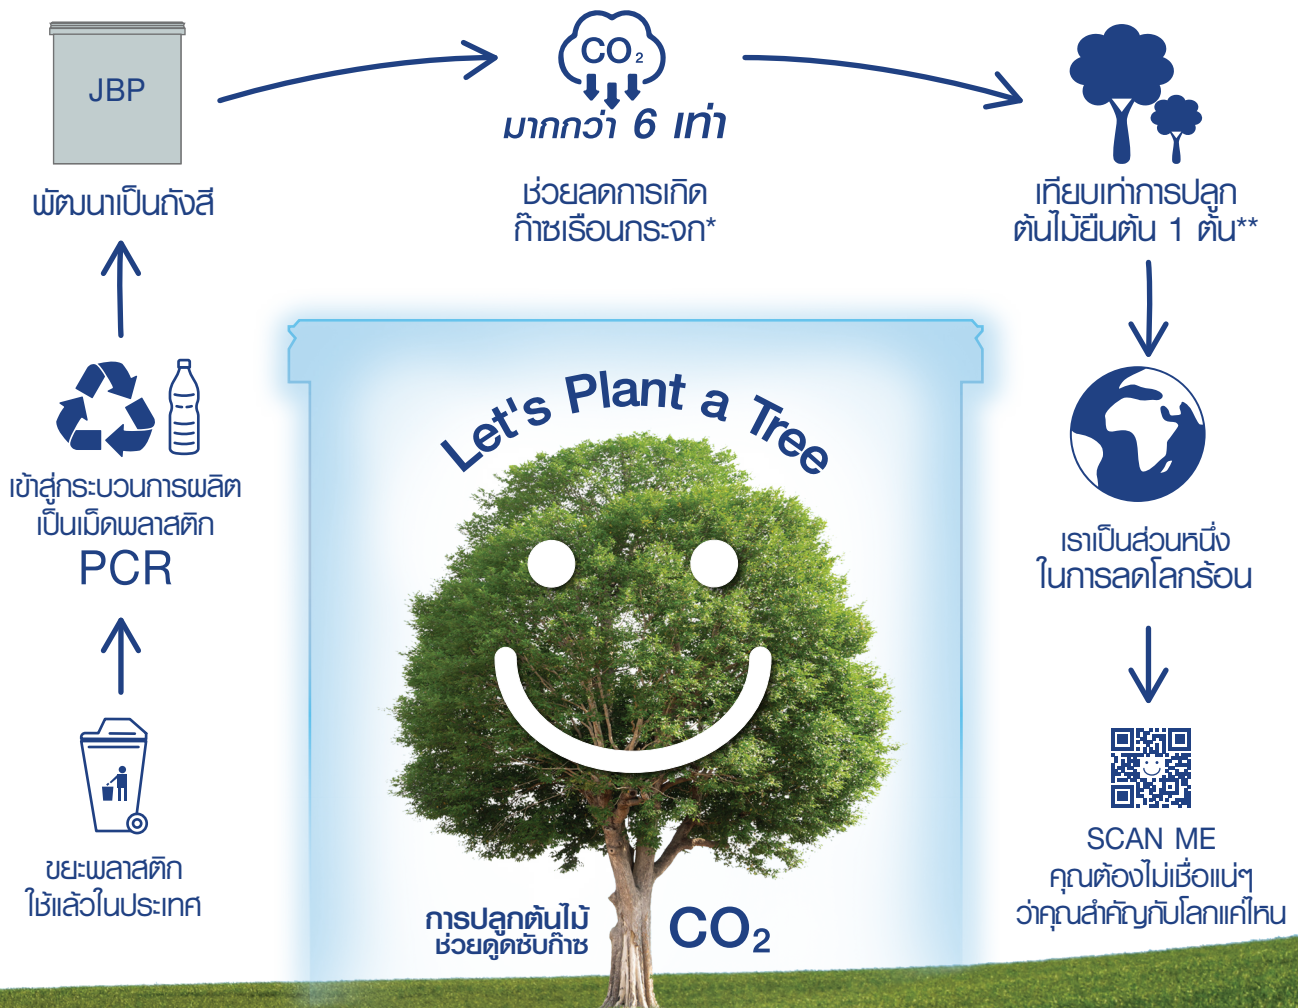 JBP
พัฒนาเป็นถังสี
CO₂
มากกว่า 6 เท่า
ช่วยลดการเกิด
ก๊าซเรือนกระจก*
เทียบเท่าการปลูก
ต้นไม้ยืนต้น 1 ต้น**
เข้าสู่กระบวนการผลิต
เป็นเม็ดพลาสติก
PCR
ขยะพลาสติก
ใช้แล้วในประเทศ
Let's Plant a Tree
การปลูกต้นไม้
ช่วยดูดซับก๊าซ
CO₂
เราเป็นส่วนหนึ่ง
ในการลดโลกร้อน
SCAN ME
คุณต้องไม่เชื่อแน่ๆ
ว่าคุณสำคัญกับโลกแค่ไหน